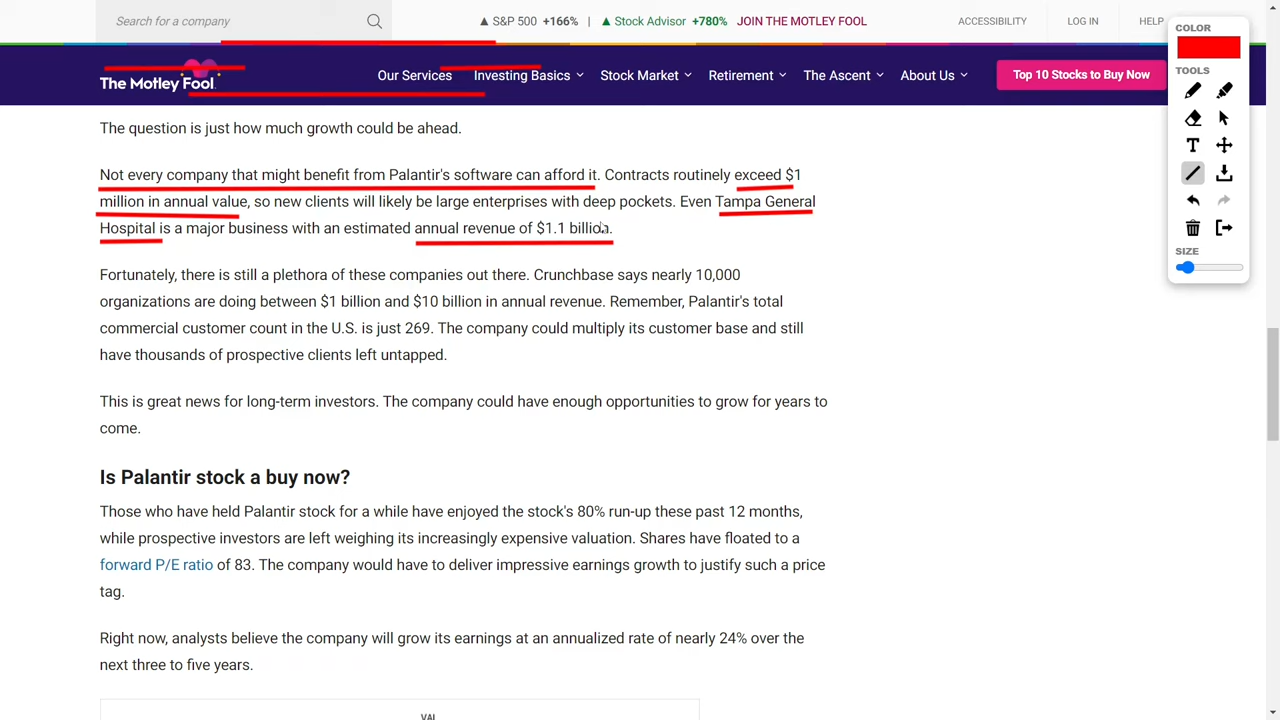 Search for a company
▲ S&P 500 +166% | ▲ Stock Advisor +780% JOIN THE MOTLEY FOOL
ACCESSIBILITY LOG IN HELP
The Motley Fool.
Our Services Investing Basics Stock Market Retirement The Ascent About Us
Top 10 Stocks to Buy Now
COLOR
TOOLS
T
SIZE
The question is just how much growth could be ahead.
Not every company that might benefit from Palantir's software can afford it. Contracts routinely exceed $1
million in annual value, so new clients will likely be large enterprises with deep pockets. Even Tampa General
Hospital is a major business with an estimated annual revenue of $1.1 billion.
Fortunately, there is still a plethora of these companies out there. Crunchbase says nearly 10,000
organizations are doing between $1 billion and $10 billion in annual revenue. Remember, Palantir's total
commercial customer count in the U.S. is just 269. The company could multiply its customer base and still
have thousands of prospective clients left untapped.
This is great news for long-term investors. The company could have enough opportunities to grow for years to
come.
Is Palantir stock a buy now?
Those who have held Palantir stock for a while have enjoyed the stock's 80% run-up these past 12 months,
while prospective investors are left weighing its increasingly expensive valuation. Shares have floated to a
forward P/E ratio of 83. The company would have to deliver impressive earnings growth to justify such a price
tag.
Right now, analysts believe the company will grow its earnings at an annualized rate of nearly 24% over the
next three to five years.